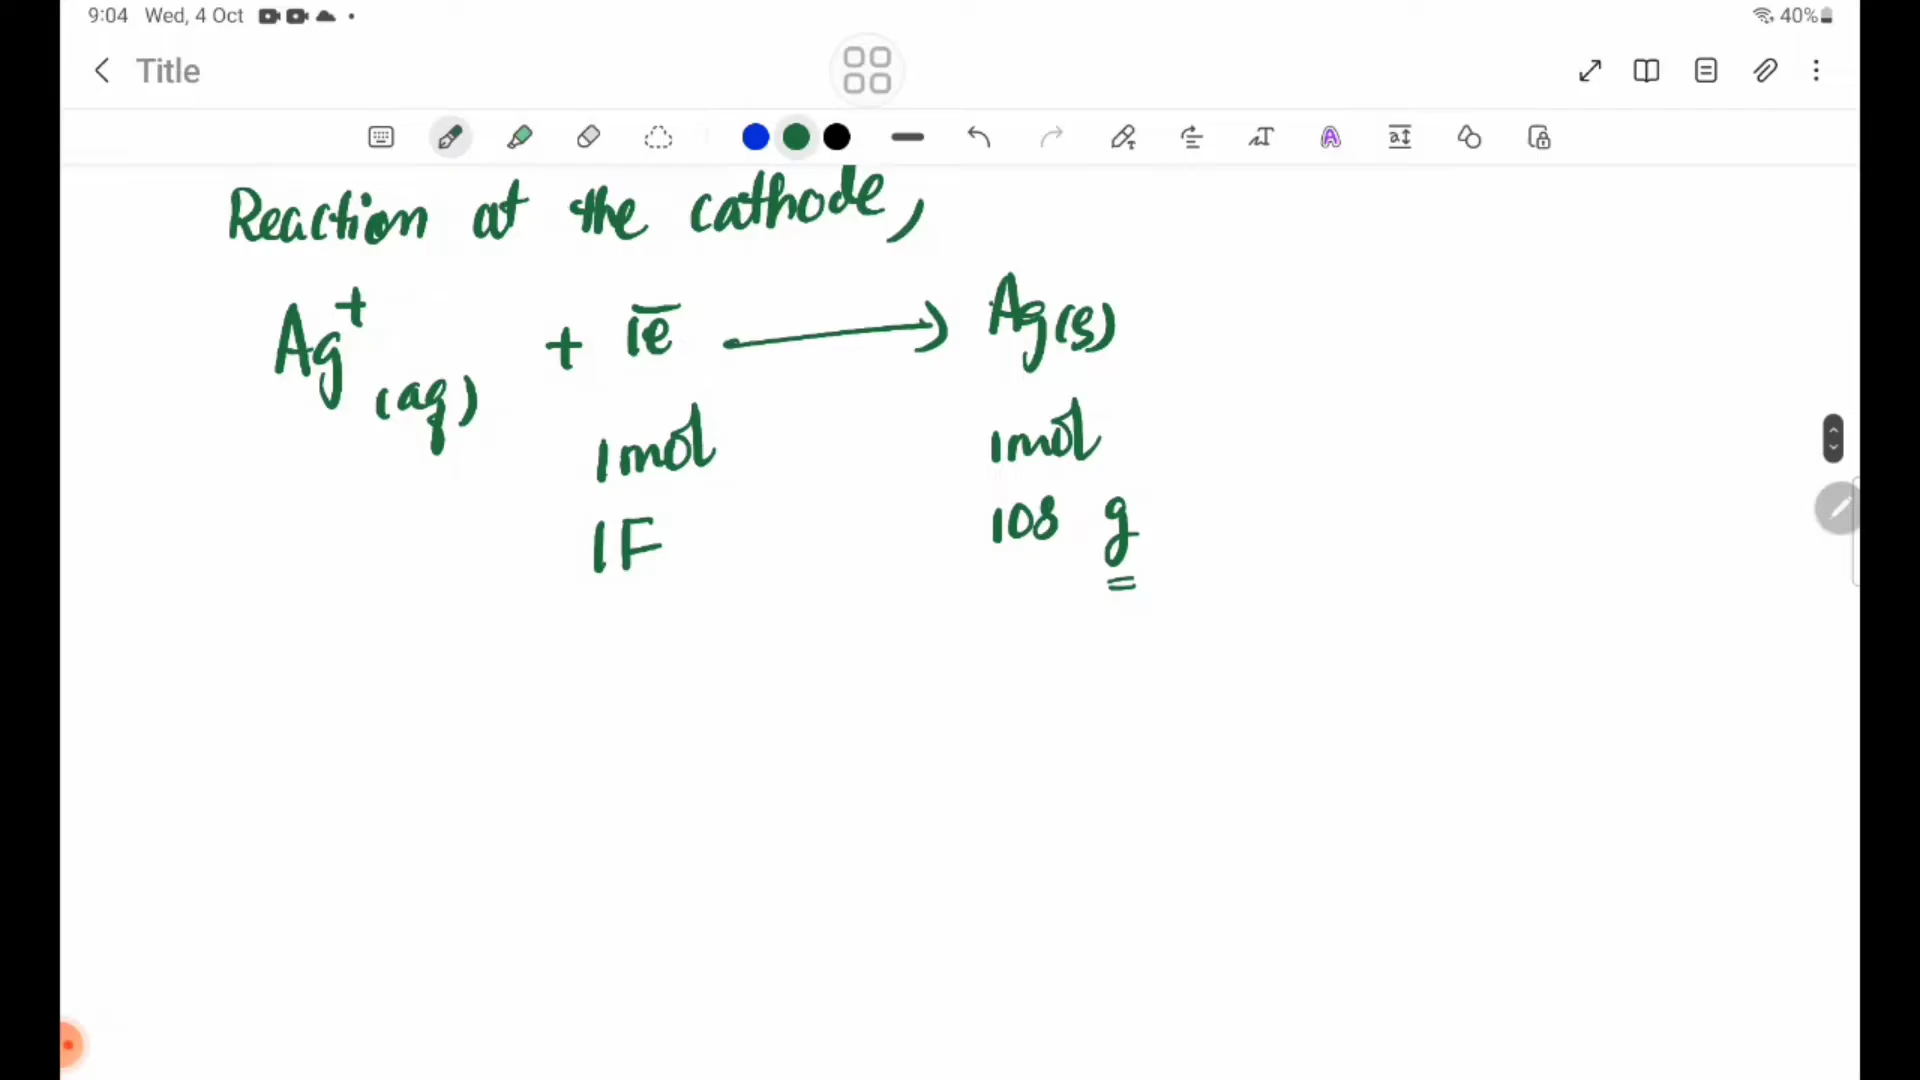 9:04 Wed, 4 Oct
40%
Title
Reaction at the cathode,
Ag⁺(aq) + 1e̅ ⟶ Ag(s)
1mol 1mol
1F 108 g